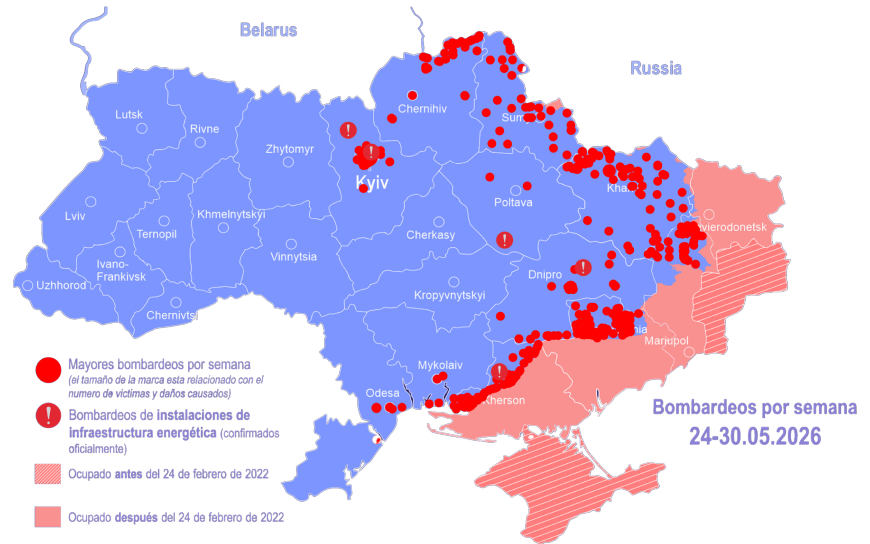 Belarus
Russia
Chernihiv
Lutsk
Rivne
Sum
Zhytomyr
Kyiv
Khar
Lviv
Poltava
Khmelnytskyi
vierodonetsk
Ternopil
Cherkasy
Vinnytsia
Ivano-
Frankivsk
Dnipro
Uzhhorod
Kropyvnytskyi
Chernivtsi
Mariupol
Mykolaiv
Odesa
Kherson
Mayores bombardeos por semana
(el tamaño de la marca esta relacionado con el
numero de victimas y daños causados)
Bombardeos de instalaciones de
infraestructura energética (confirmados
oficialmente)
Ocupado antes del 24 de febrero de 2022
Ocupado después del 24 de febrero de 2022
Bombardeos por semana
24-30.05.2026